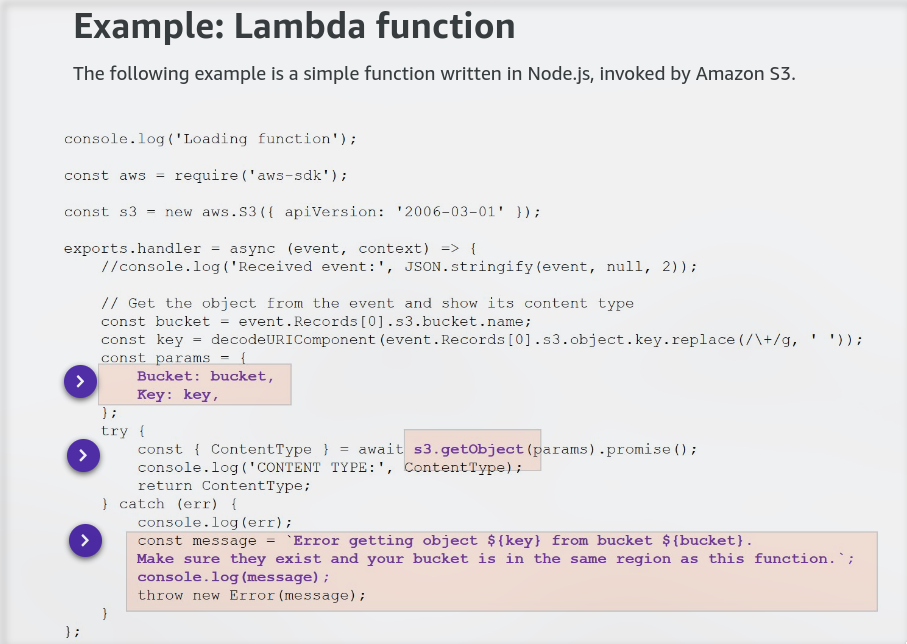 Example: Lambda function
The following example is a simple function written in Node.js, invoked by Amazon S3.
console.log('Loading function');
const aws = require('aws-sdk');
const s3 = new aws.S3({ apiVersion: '2006-03-01' });
exports.handler = async (event, context) => {
    //console.log('Received event:', JSON.stringify(event, null, 2));
    // Get the object from the event and show its content type
    const bucket = event.Records[0].s3.bucket.name;
    const key = decodeURIComponent(event.Records[0].s3.object.key.replace(/\+/g, ' '));
    const params = {
        Bucket: bucket,
        Key: key,
    };
    try {
        const { ContentType } = await s3.getObject(params).promise();
        console.log('CONTENT TYPE:', ContentType);
        return ContentType;
    } catch (err) {
        console.log(err);
        const message = `Error getting object ${key} from bucket ${bucket}.
        Make sure they exist and your bucket is in the same region as this function.`;
        console.log(message);
        throw new Error(message);
    }
};